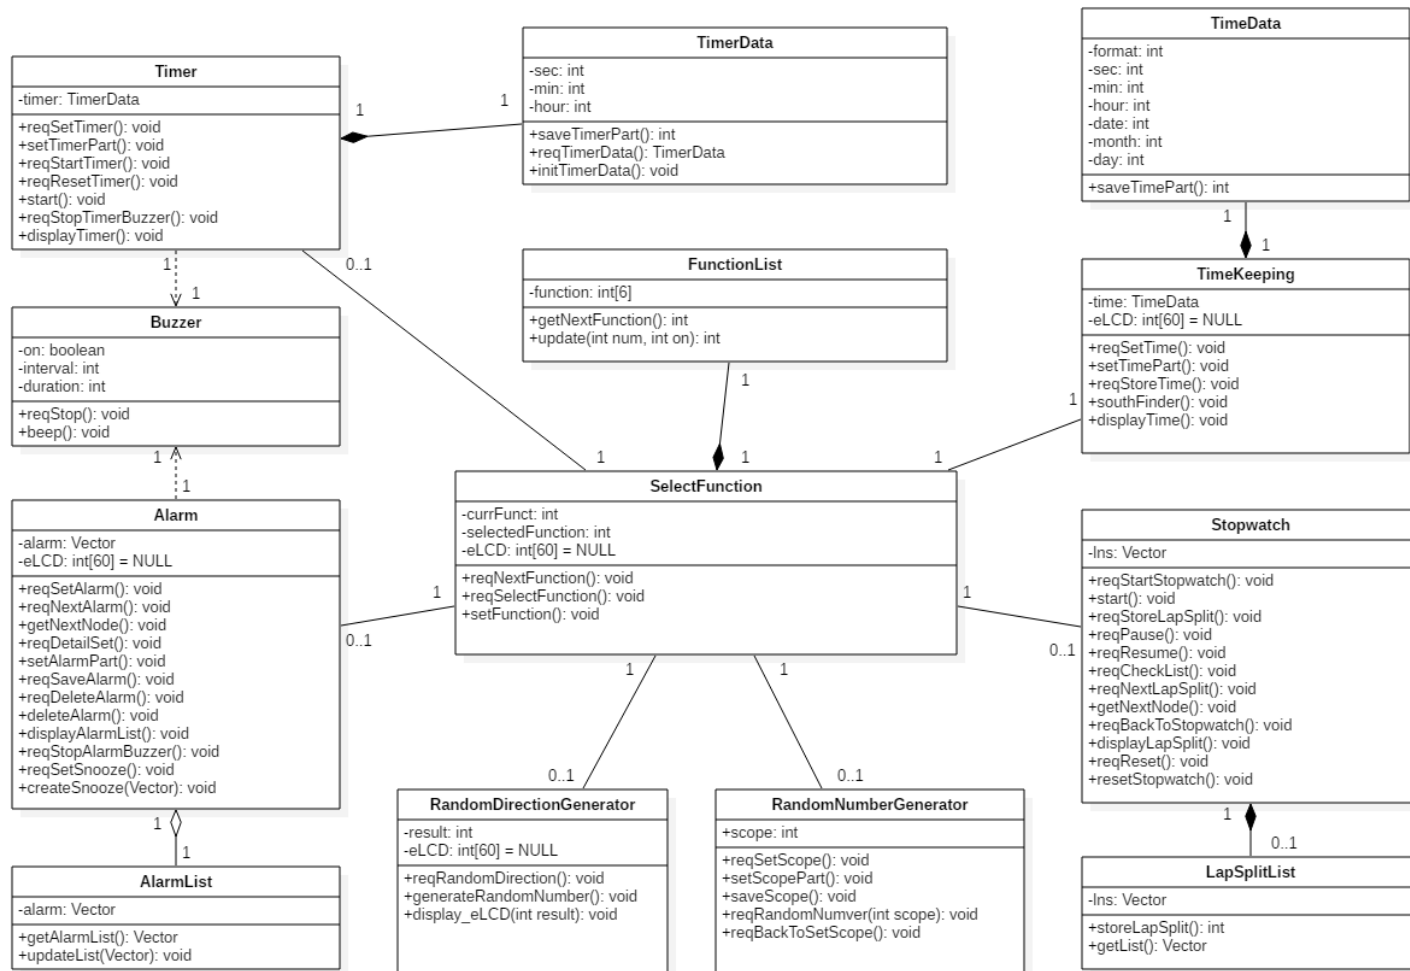 Timer
-timer: TimerData
+reqSetTimer(): void
+setTimerPart(): void
+reqStartTimer(): void
+reqResetTimer(): void
+start(): void
+reqStopTimerBuzzer(): void
+displayTimer(): void
1
1
TimerData
-sec: int
-min: int
-hour: int
+saveTimerPart(): int
+reqTimerData(): TimerData
+initTimerData(): void
TimeData
-format: int
-sec: int
-min: int
-hour: int
-date: int
-month: int
-day: int
+saveTimePart(): int
1
1
1
1
0..1
Buzzer
-on: boolean
-interval: int
-duration: int
+reqStop(): void
+beep(): void
FunctionList
-function: int[6]
+getNextFunction(): int
+update(int num, int on): int
1
TimeKeeping
-time: TimeData
-eLCD: int[60] = NULL
+reqSetTime(): void
+setTimePart(): void
+reqStoreTime(): void
+southFinder(): void
+displayTime(): void
1
1
1
1
1
1
Alarm
-alarm: Vector
-eLCD: int[60] = NULL
+reqSetAlarm(): void
+reqNextAlarm(): void
+getNextNode(): void
+reqDetailSet(): void
+setAlarmPart(): void
+reqSaveAlarm(): void
+reqDeleteAlarm(): void
+deleteAlarm(): void
+displayAlarmList(): void
+reqStopAlarmBuzzer(): void
+reqSetSnooze(): void
+createSnooze(Vector): void
SelectFunction
-currFunct: int
-selectedFunction: int
-eLCD: int[60] = NULL
+reqNextFunction(): void
+reqSelectFunction(): void
+setFunction(): void
Stopwatch
-lns: Vector
+reqStartStopwatch(): void
+start(): void
+reqStoreLapSplit(): void
+reqPause(): void
+reqResume(): void
+reqCheckList(): void
+reqNextLapSplit(): void
+getNextNode(): void
+reqBackToStopwatch(): void
+displayLapSplit(): void
+reqReset(): void
+resetStopwatch(): void
1
0..1
1
0..1
1
1
0..1
0..1
1
1
1
0..1
AlarmList
-alarm: Vector
+getAlarmList(): Vector
+updateList(Vector): void
RandomDirectionGenerator
-result: int
-eLCD: int[60] = NULL
+reqRandomDirection(): void
+generateRandomNumber(): void
+display_eLCD(int result): void
RandomNumberGenerator
+scope: int
+reqSetScope(): void
+setScopePart(): void
+saveScope(): void
+reqRandomNumver(int scope): void
+reqBackToSetScope(): void
LapSplitList
-lns: Vector
+storeLapSplit(): int
+getList(): Vector